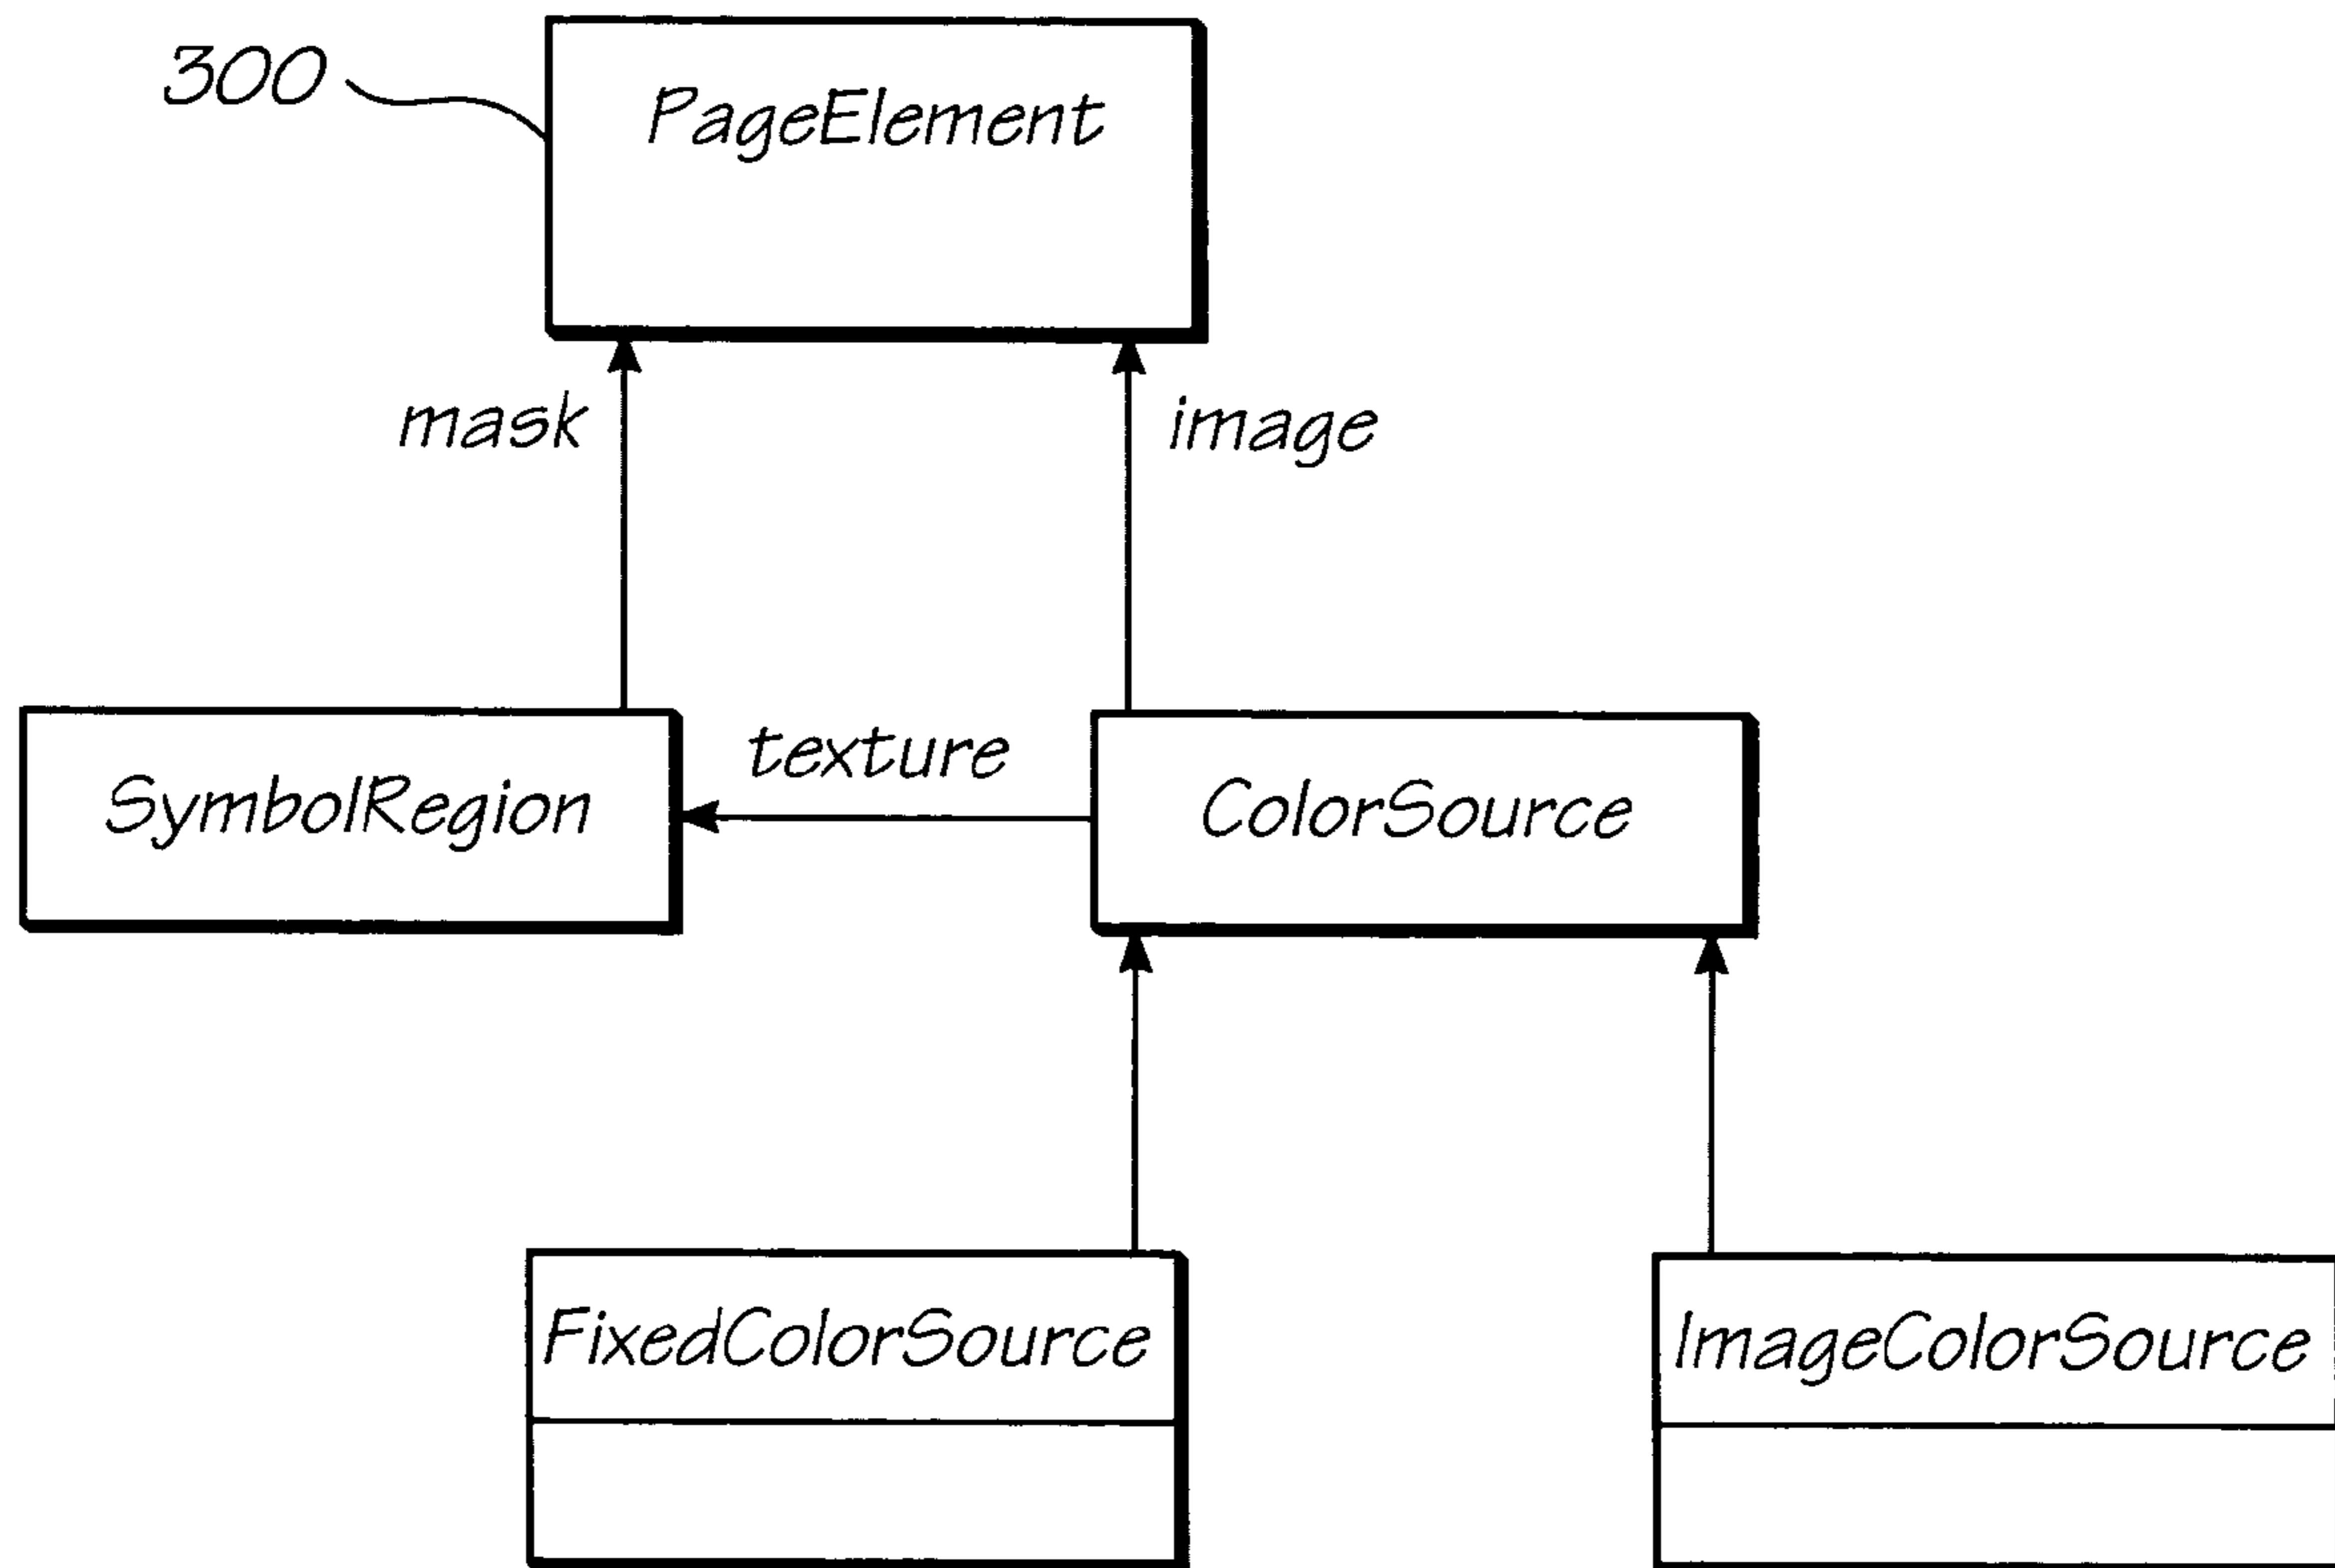 300
PageElement
mask
image
SymbolRegion
texture
ColorSource
FixedColorSource
ImageColorSource